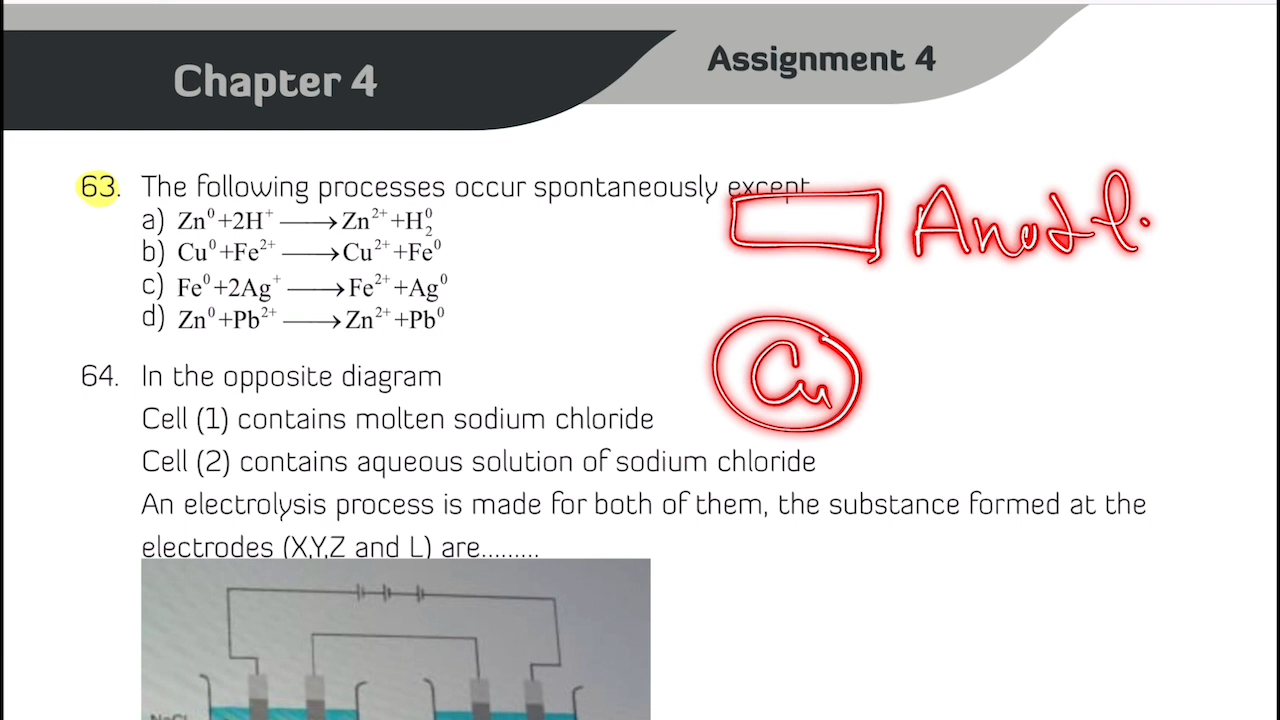 Chapter 4
Assignment 4
63. The following processes occur spontaneously except
a) Zn⁰+2H⁺ ⟶ Zn²⁺+H₂⁰
b) Cu⁰+Fe²⁺ ⟶ Cu²⁺+Fe⁰
c) Fe⁰+2Ag⁺ ⟶ Fe²⁺+Ag⁰
d) Zn⁰+Pb²⁺ ⟶ Zn²⁺+Pb⁰
Anode.
Cu
64. In the opposite diagram
Cell (1) contains molten sodium chloride
Cell (2) contains aqueous solution of sodium chloride
An electrolysis process is made for both of them, the substance formed at the
electrodes (X,Y,Z and L) are.........
NaCl